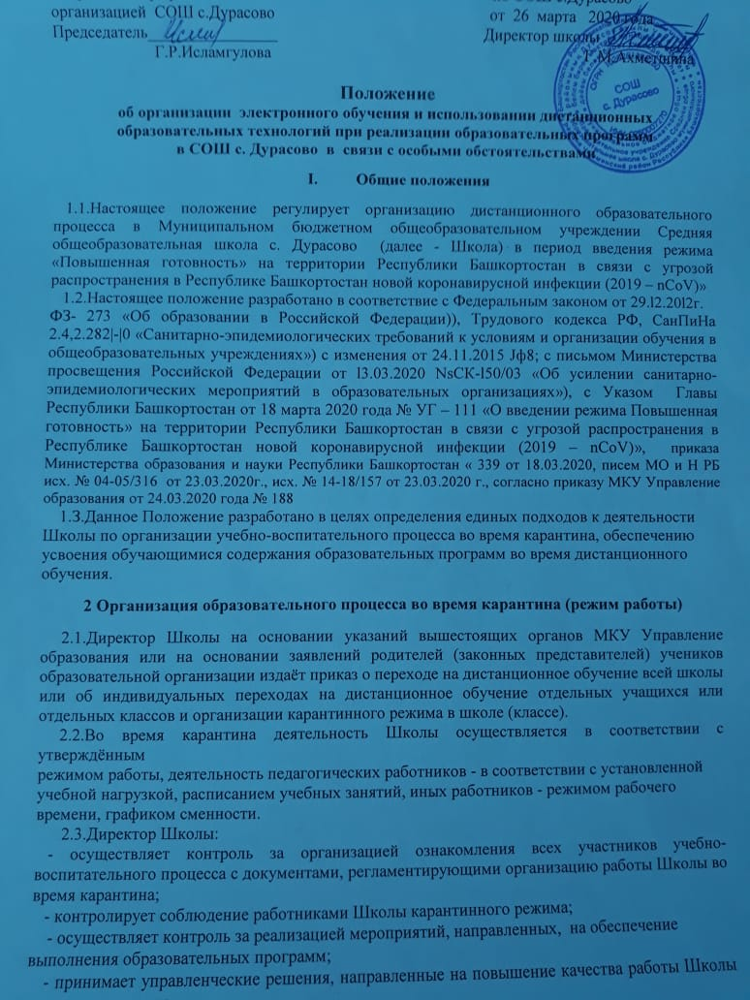 организацией СОШ с.Дурасово
от 26 марта 2020 года
Председатель
Директор школы
Г.Р.Исламгулова
Г.М.Ахметшина
СОШ
с. Дурасово
Положение
об организации электронного обучения и использовании дистанционных
образовательных технологий при реализации образовательных программ
в СОШ с. Дурасово в связи с особыми обстоятельствами
I. Общие положения
1.1.Настоящее положение регулирует организацию дистанционного образовательного
процесса в Муниципальном бюджетном общеобразовательном учреждении Средняя
общеобразовательная школа с. Дурасово (далее - Школа) в период введения режима
«Повышенная готовность» на территории Республики Башкортостан в связи с угрозой
распространения в Республике Башкортостан новой коронавирусной инфекции (2019 – nCoV)»
1.2.Настоящее положение разработано в соответствие с Федеральным законом от 29.l2.20l2г.
ФЗ- 273 «Об образовании в Российской Федерации)), Трудового кодекса РФ, СанПиНа
2.4,2.282|-|0 «Санитарно-эпидемиологических требований к условиям и организации обучения в
общеобразовательных учреждениях») с изменения от 24.11.2015 Jф8; с письмом Министерства
просвещения Российской Федерации от l3.03.2020 NsСК-l50/03 «Об усилении санитарно-
эпидемиологических мероприятий в образовательных организациях»), с Указом Главы
Республики Башкортостан от 18 марта 2020 года № УГ – 111 «О введении режима Повышенная
готовность» на территории Республики Башкортостан в связи с угрозой распространения в
Республике Башкортостан новой коронавирусной инфекции (2019 – nCoV)», приказа
Министерства образования и науки Республики Башкортостан « 339 от 18.03.2020, писем МО и Н РБ
исх. № 04-05/316 от 23.03.2020г., исх. № 14-18/157 от 23.03.2020 г., согласно приказу МКУ Управление
образования от 24.03.2020 года № 188
1.З.Данное Положение разработано в целях определения единых подходов к деятельности
Школы по организации учебно-воспитательного процесса во время карантина, обеспечению
усвоения обучающимися содержания образовательных программ во время дистанционного
обучения.
2 Организация образовательного процесса во время карантина (режим работы)
2.1.Директор Школы на основании указаний вышестоящих органов МКУ Управление
образования или на основании заявлений родителей (законных представителей) учеников
образовательной организации издаёт приказ о переходе на дистанционное обучение всей школы
или об индивидуальных переходах на дистанционное обучение отдельных учащихся или
отдельных классов и организации карантинного режима в школе (классе).
2.2.Во время карантина деятельность Школы осуществляется в соответствии с
утверждённым
режимом работы, деятельность педагогических работников - в соответствии с установленной
учебной нагрузкой, расписанием учебных занятий, иных работников - режимом рабочего
времени, графиком сменности.
2.3.Директор Школы:
- осуществляет контроль за организацией ознакомления всех участников учебно-
воспитательного процесса с документами, регламентирующими организацию работы Школы во
время карантина;
- контролирует соблюдение работниками Школы карантинного режима;
- осуществляет контроль за реализацией мероприятий, направленных, на обеспечение
выполнения образовательных программ;
- принимает управленческие решения, направленные на повышение качества работы Школы